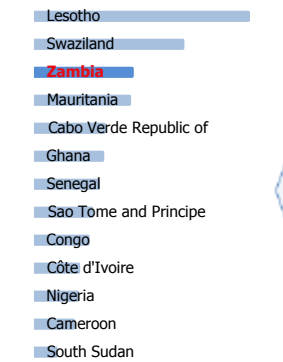 Lesotho
Swaziland
Zambia
Mauritania
Cabo Verde Republic of
Ghana
Senegal
Sao Tome and Principe
Congo
Côte d'Ivoire
Nigeria
Cameroon
South Sudan